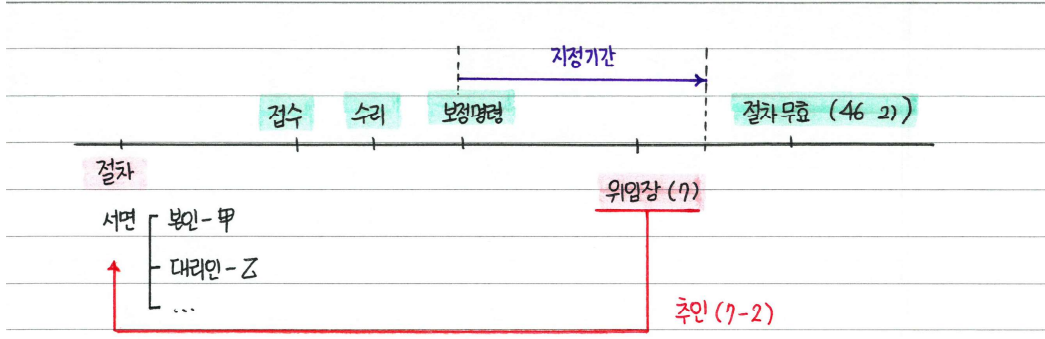 지정기간
접수 수리 보정명령 절차무효 (46 2))
절차 위임장 (7)
서면 본인 - 甲
대리인 - 乙
...
추인 (7-2)